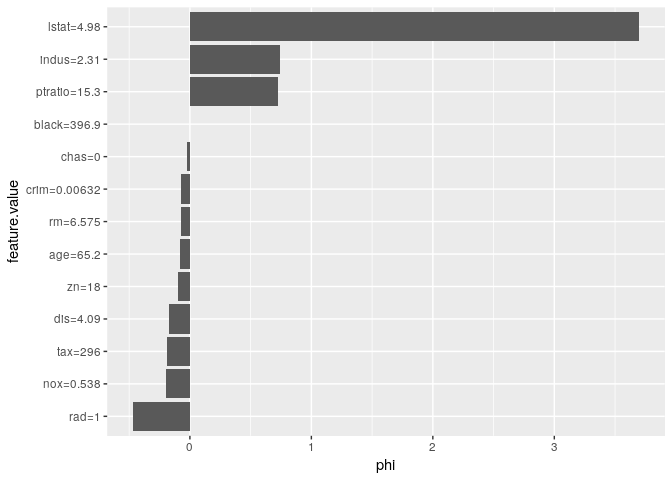 lstat=4.98
indus=2.31
ptratio=15.3
black=396.9
chas=0
crim=0.00632
rm=6.575
age=65.2
zn=18
dis=4.09
tax=296
nox=0.538
rad=1
feature.value
0 1 2 3
phi